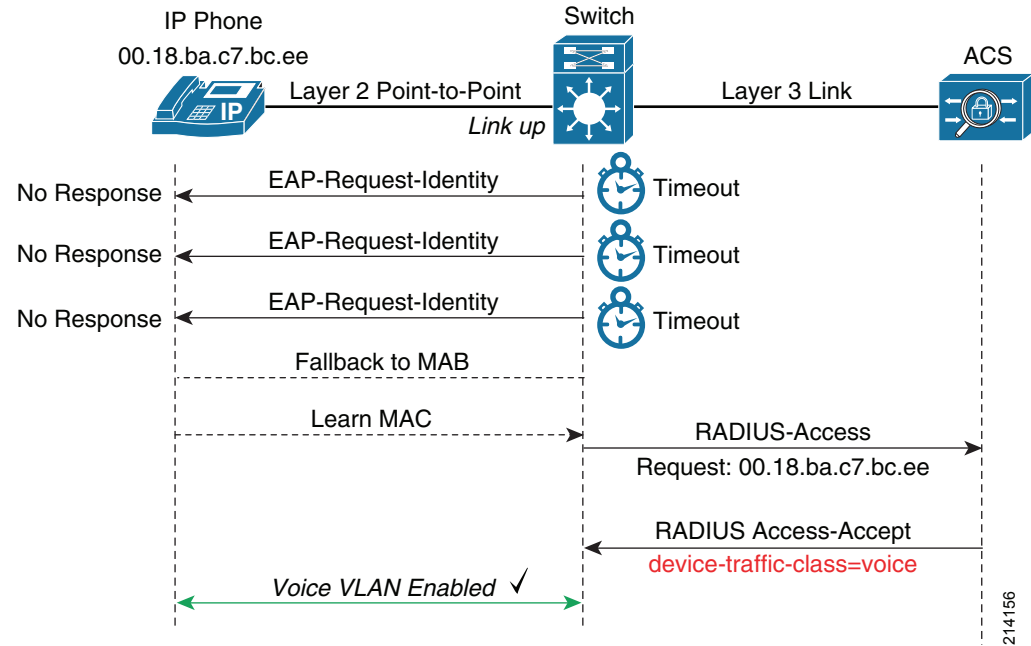 IP Phone
00.18.ba.c7.bc.ee
Switch
ACS
IP
Layer 2 Point-to-Point
Link up
Layer 3 Link
No Response
EAP-Request-Identity
Timeout
No Response
EAP-Request-Identity
Timeout
No Response
EAP-Request-Identity
Timeout
Fallback to MAB
Learn MAC
RADIUS-Access
Request: 00.18.ba.c7.bc.ee
RADIUS Access-Accept
device-traffic-class=voice
Voice VLAN Enabled ✓
214156